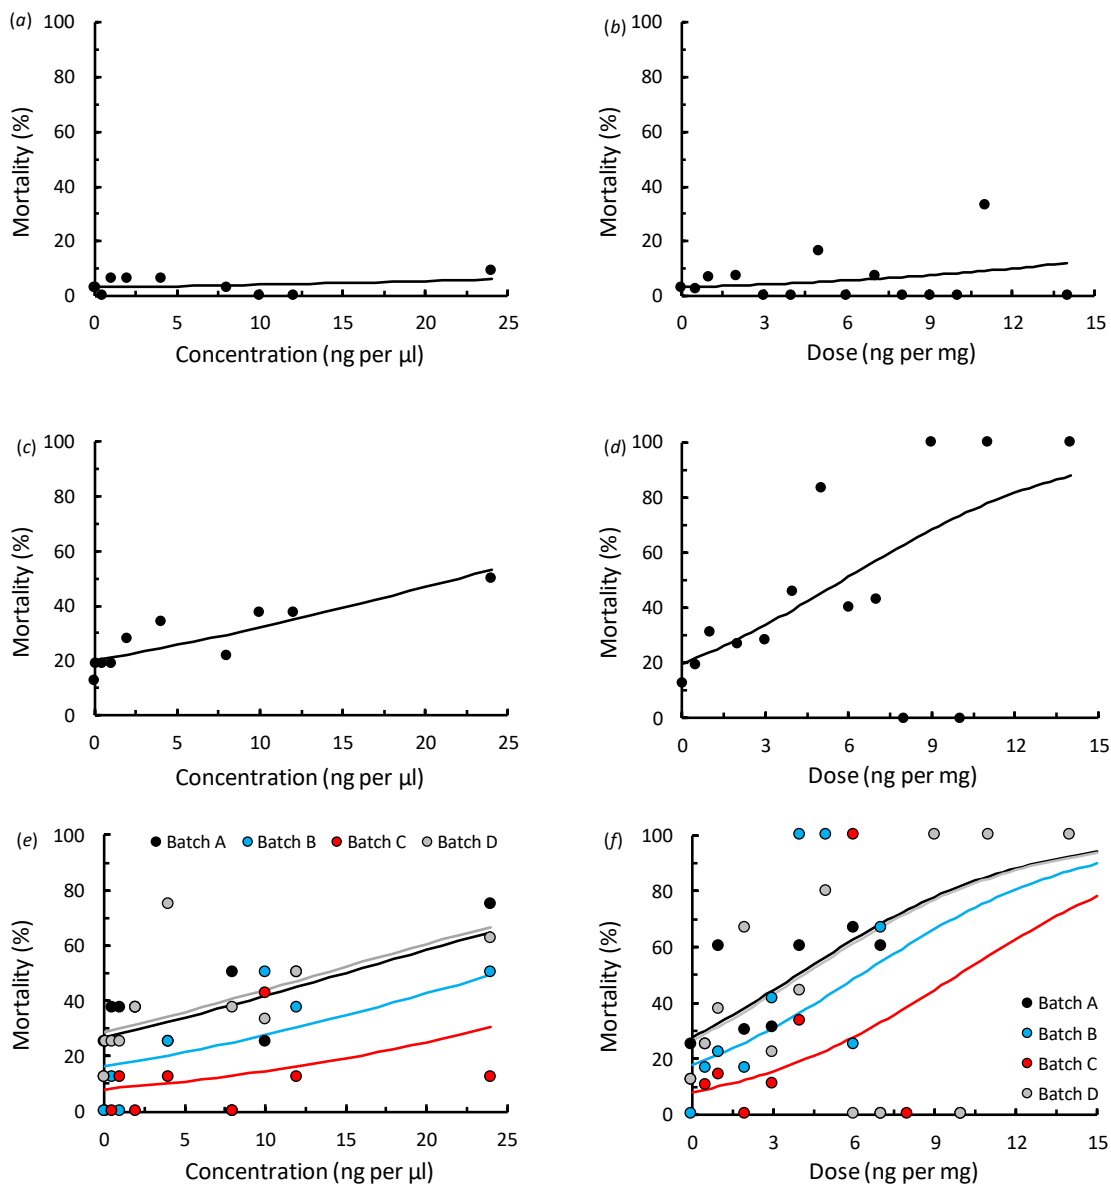 (a)
100
80
60
40
20
0
Mortality (%)
0 5 10 15 20 25
Concentration (ng per µl)
(b)
100
80
60
40
20
0
Mortality (%)
0 3 6 9 12 15
Dose (ng per mg)
(c)
100
80
60
40
20
0
Mortality (%)
0 5 10 15 20 25
Concentration (ng per µl)
(d)
100
80
60
40
20
0
Mortality (%)
0 3 6 9 12 15
Dose (ng per mg)
(e)
100
80
60
40
20
0
Mortality (%)
Batch A Batch B Batch C Batch D
0 5 10 15 20 25
Concentration (ng per µl)
(f)
100
80
60
40
20
0
Mortality (%)
Batch A
Batch B
Batch C
Batch D
0 3 6 9 12 15
Dose (ng per mg)